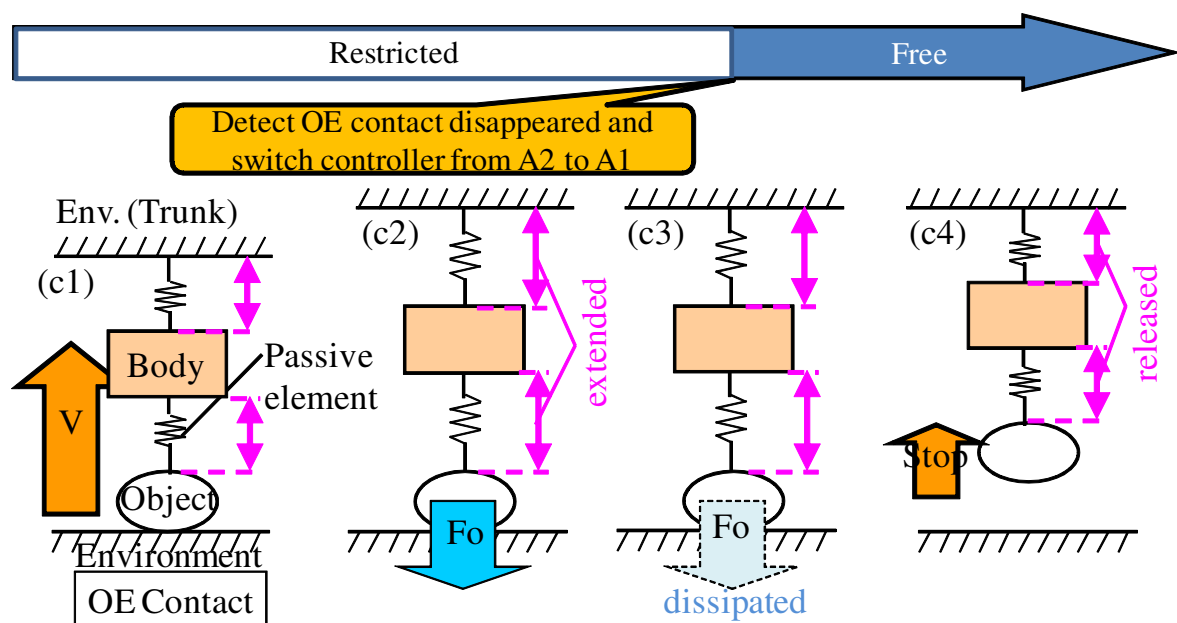 Restricted
Free
Detect OE contact disappeared and
switch controller from A2 to A1
Env. (Trunk)
(c1)
(c2)
(c3)
(c4)
Body
Passive
element
V
Object
Environment
OE Contact
extended
Fo
Fo
dissipated
released
Stop